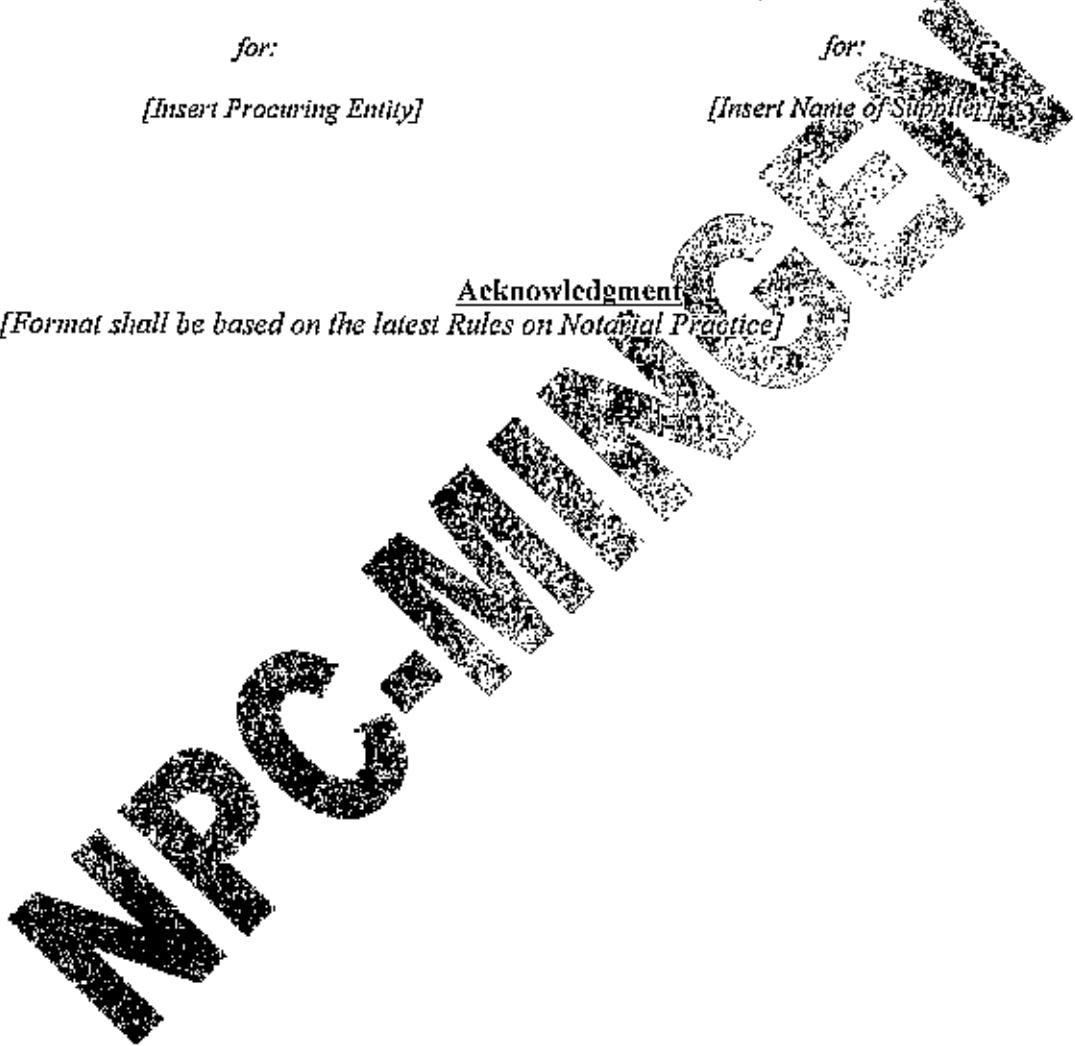 for: for:
[Insert Procuring Entity] [Insert Name of Supplier]
Acknowledgment
[Format shall be based on the latest Rules on Notarial Practice]
NPC-MINGEN